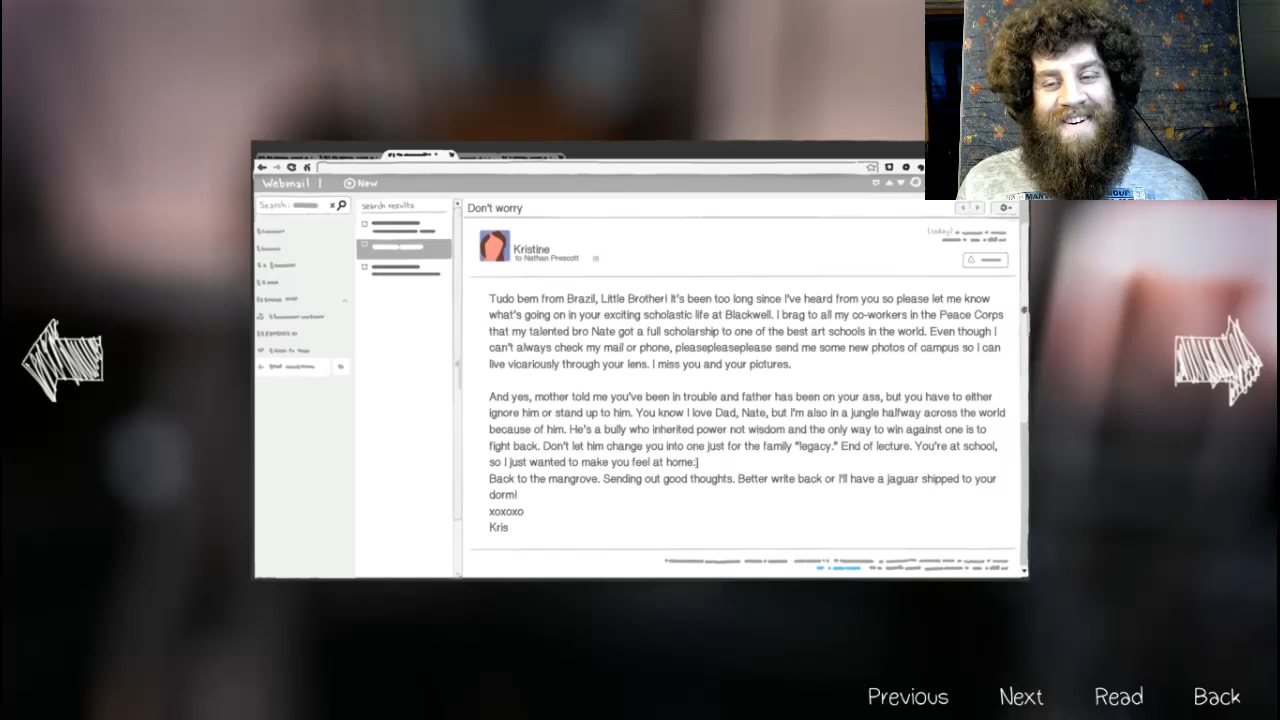 Webmail | New
Search:
search results
Don't worry
Kristine
to Nathan Prescott
(today)
Tudo bem from Brazil, Little Brother! It's been too long since I've heard from you so please let me know
what's going on in your exciting scholastic life at Blackwell. I brag to all my co-workers in the Peace Corps
that my talented bro Nate got a full scholarship to one of the best art schools in the world. Even though I
can't always check my mail or phone, pleasepleaseplease send me some new photos of campus so I can
live vicariously through your lens. I miss you and your pictures.
And yes, mother told me you've been in trouble and father has been on your ass, but you have to either
ignore him or stand up to him. You know I love Dad, Nate, but I'm also in a jungle halfway across the world
because of him. He's a bully who inherited power not wisdom and the only way to win against one is to
fight back. Don't let him change you into one just for the family "legacy." End of lecture. You're at school,
so I just wanted to make you feel at home:]
Back to the mangrove. Sending out good thoughts. Better write back or I'll have a jaguar shipped to your
dorm!
xoxoxo
Kris
Previous Next Read Back